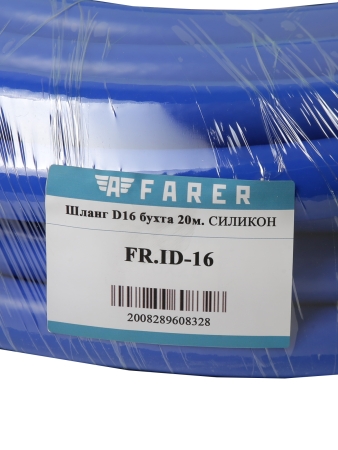 FARER
Шланг D16 бухта 20м. СИЛИКОН
FR.ID-16
2008289608328